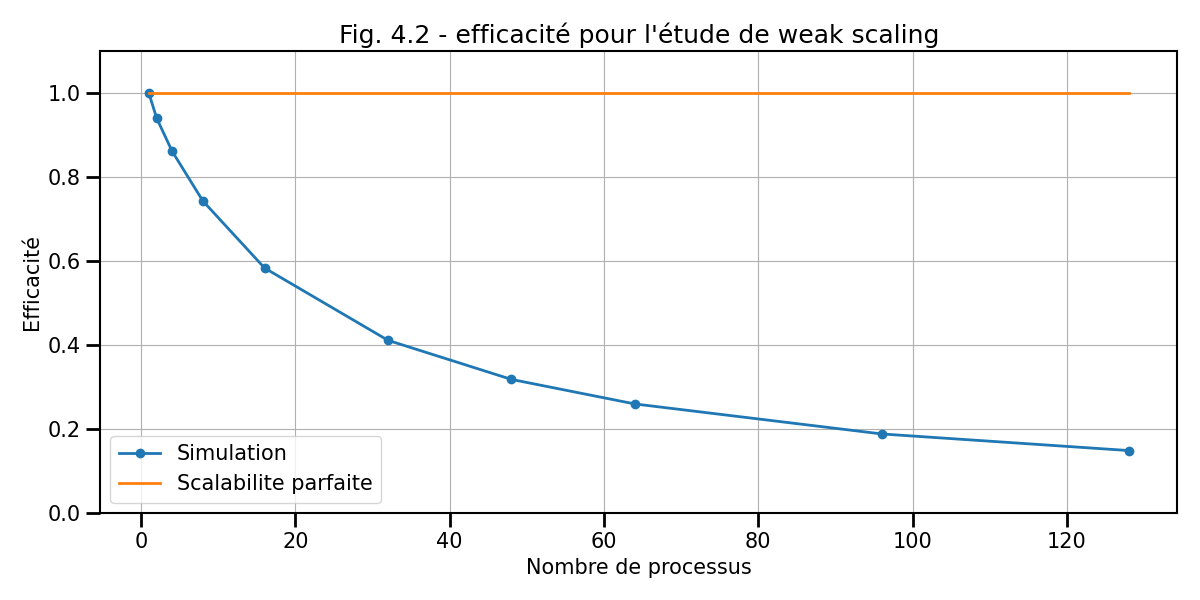 Fig. 4.2 - efficacité pour l'étude de weak scaling
Efficacité
1.0
0.8
0.6
0.4
0.2
0.0
Simulation
Scalabilite parfaite
0 20 40 60 80 100 120
Nombre de processus